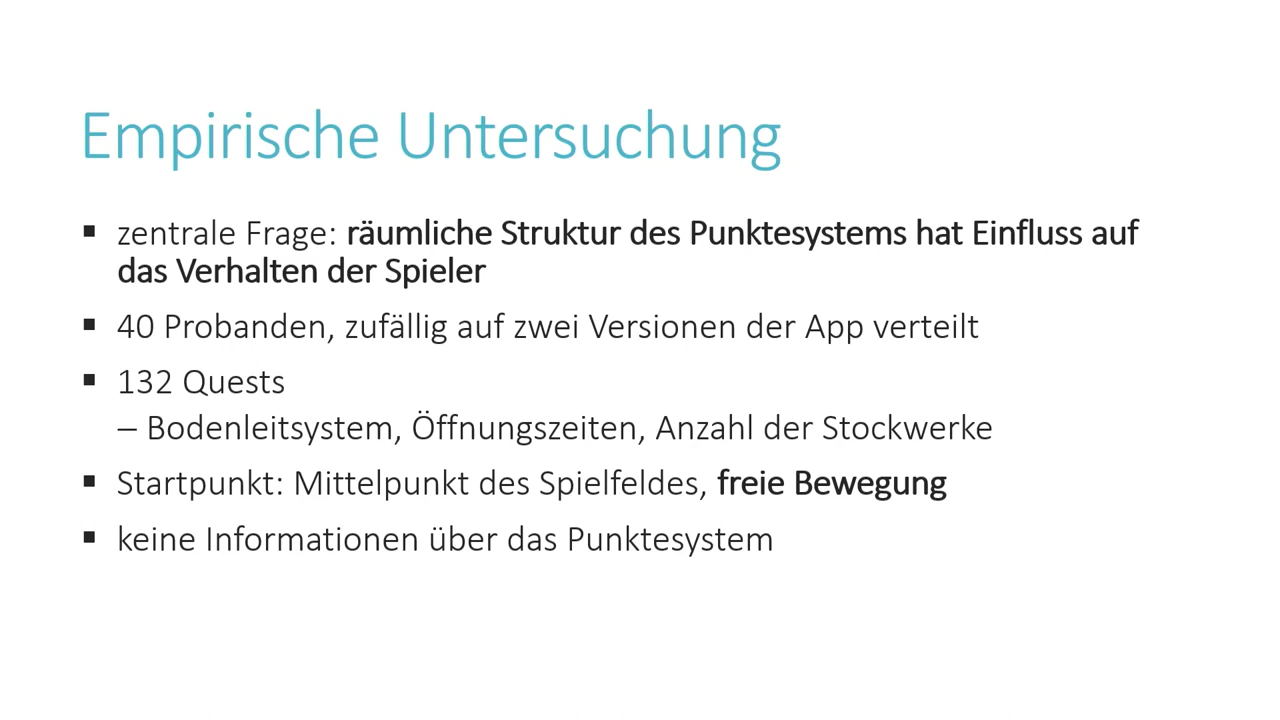 Empirische Untersuchung
▪ zentrale Frage: räumliche Struktur des Punktesystems hat Einfluss auf
das Verhalten der Spieler
▪ 40 Probanden, zufällig auf zwei Versionen der App verteilt
▪ 132 Quests
– Bodenleitsystem, Öffnungszeiten, Anzahl der Stockwerke
▪ Startpunkt: Mittelpunkt des Spielfeldes, freie Bewegung
▪ keine Informationen über das Punktesystem